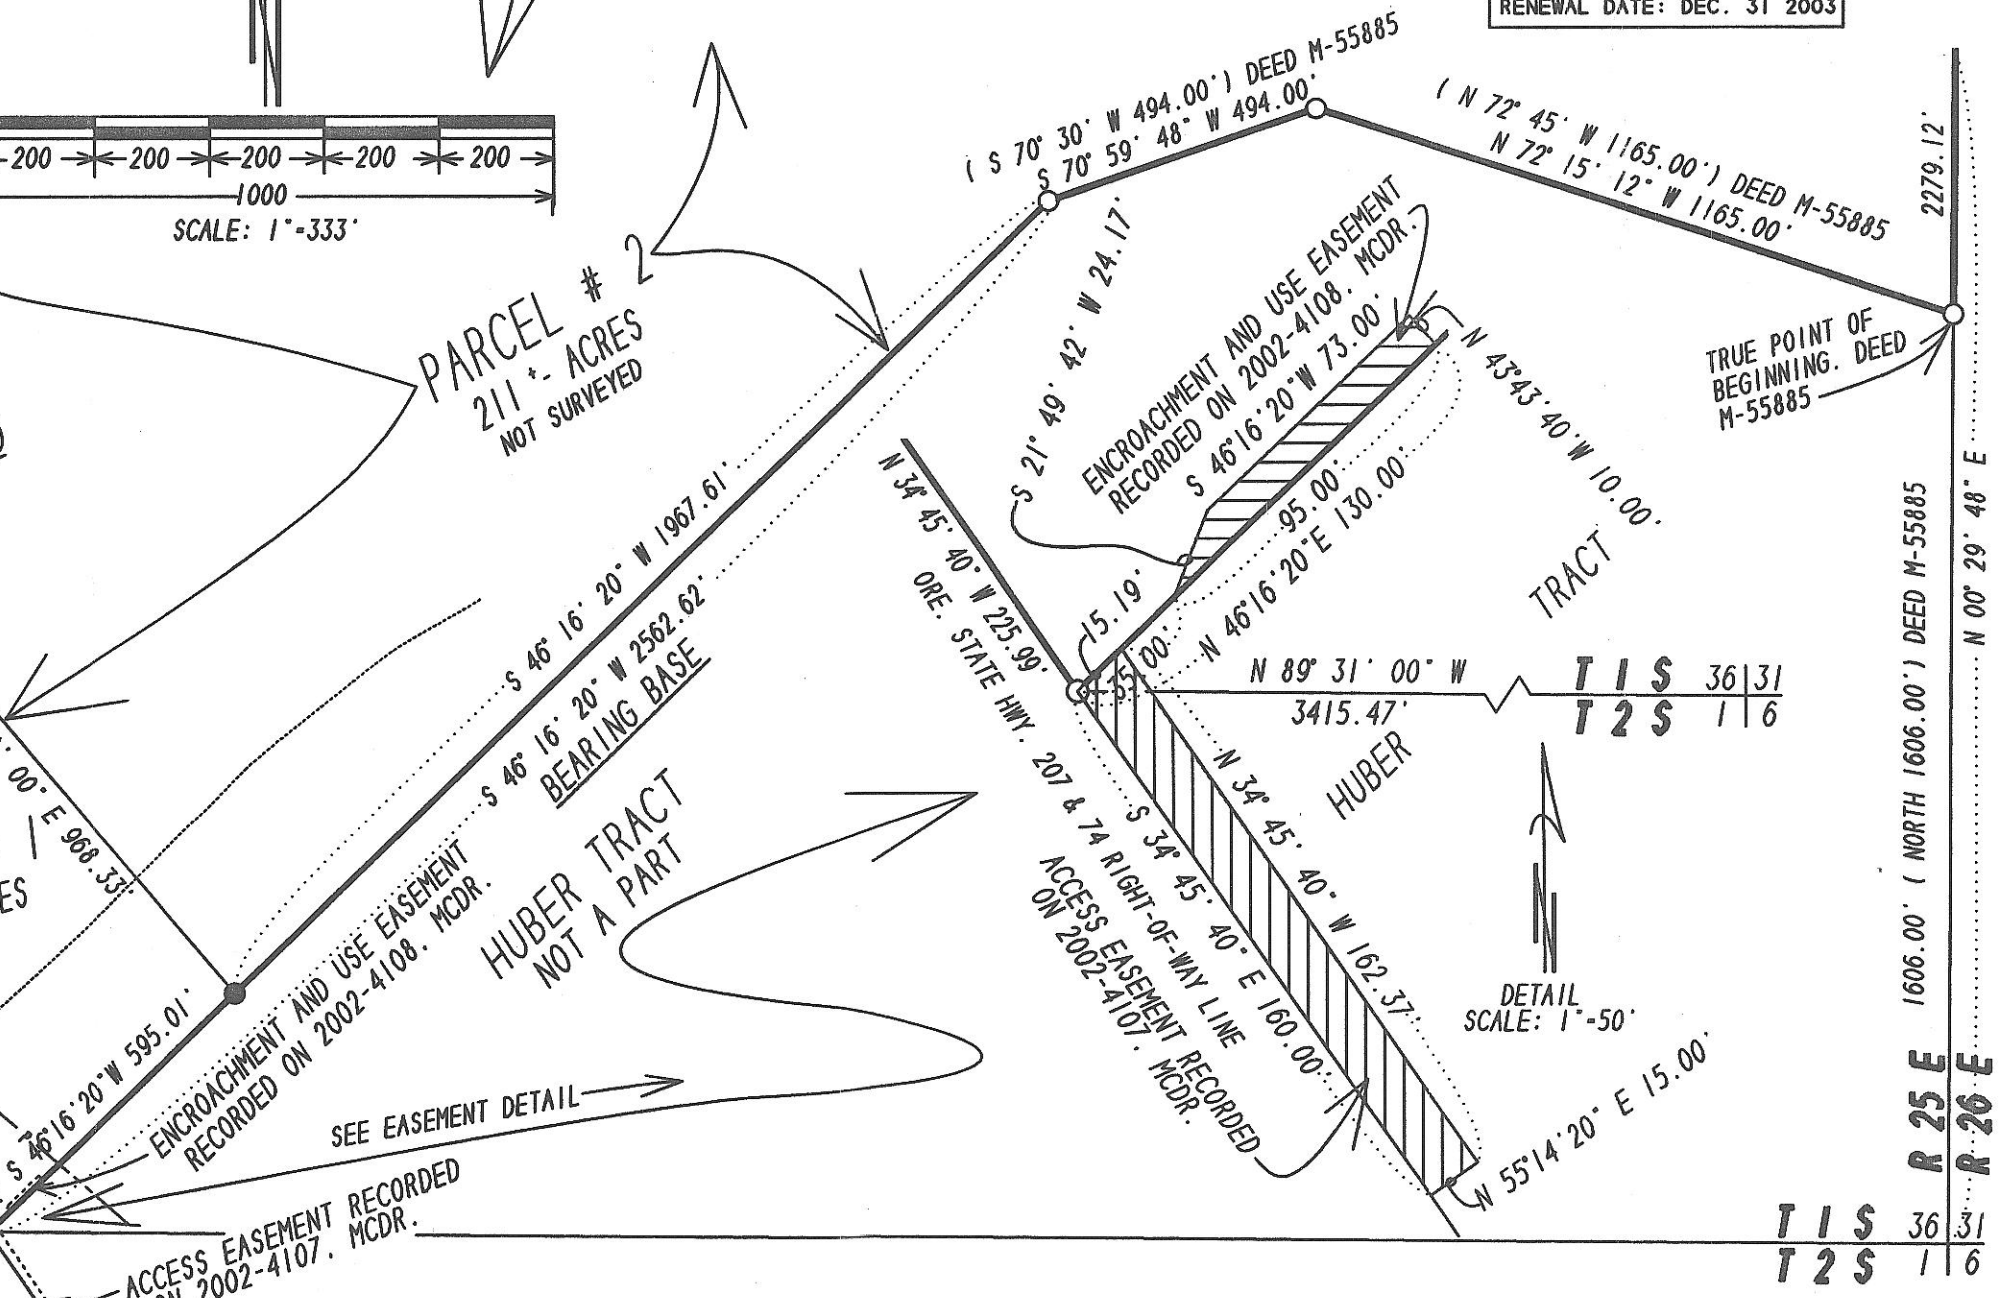 RENEWAL DATE: DEC. 31 2003
200
200
200
200
200
1000
SCALE: 1"=333'
PARCEL # 2
211 +- ACRES
NOT SURVEYED
( S 70° 30' W 494.00' ) DEED M-55885
S 70° 59' 48" W 494.00'
( N 72° 45' W 1165.00' ) DEED M-55885
N 72° 15' 12" W 1165.00'
2279.12'
TRUE POINT OF
BEGINNING. DEED
M-55885
S 21° 49' 42" W 24.17'
ENCROACHMENT AND USE EASEMENT
RECORDED ON 2002-4108. MCDR.
S 46°16'20"W 73.00'
N 43°43'40"W 10.00'
95.00'
N 46°16'20"E 130.00'
15.19'
35.00'
N 34° 45' 40" W 225.99'
ORE. STATE HWY. 207 & 74 RIGHT-OF-WAY LINE
S 46° 16' 20" W 1967.61'
S 46° 16' 20" W 2562.62'
BEARING BASE
HUBER TRACT
NOT A PART
HUBER TRACT
N 89° 31' 00" W
3415.47'
T 1 S 36 31
T 2 S 1 6
N 34° 45' 40" W 162.37'
S 34° 45' 40" E 160.00'
ACCESS EASEMENT RECORDED
ON 2002-4107. MCDR.
DETAIL
SCALE: 1"=50'
N 55°14'20" E 15.00'
1606.00' ( NORTH 1606.00' ) DEED M-55885
N 00° 29' 48" E
R 25 E
R 26 E
' 00" E 968.33'
ES
S 46°16'20"W 595.01'
ENCROACHMENT AND USE EASEMENT
RECORDED ON 2002-4108. MCDR.
SEE EASEMENT DETAIL
ACCESS EASEMENT RECORDED
ON 2002-4107. MCDR.
T 1 S 36 31
T 2 S 1 6